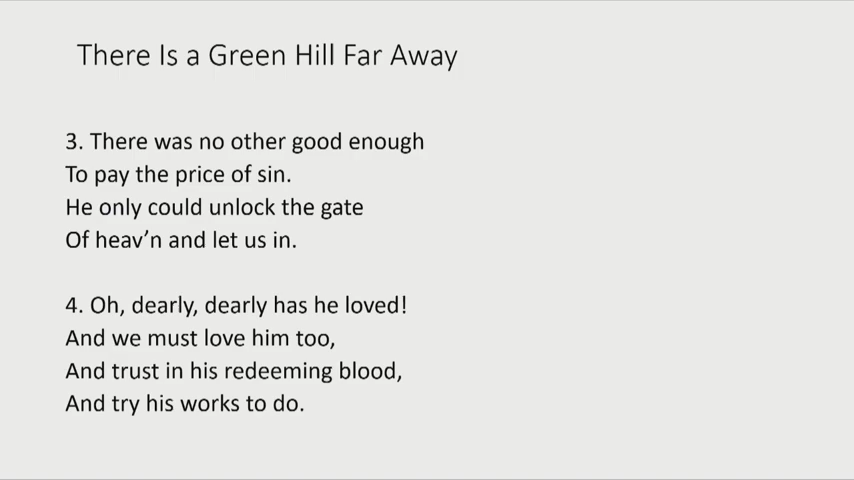 There Is a Green Hill Far Away
3. There was no other good enough
To pay the price of sin.
He only could unlock the gate
Of heav’n and let us in.
4. Oh, dearly, dearly has he loved!
And we must love him too,
And trust in his redeeming blood,
And try his works to do.